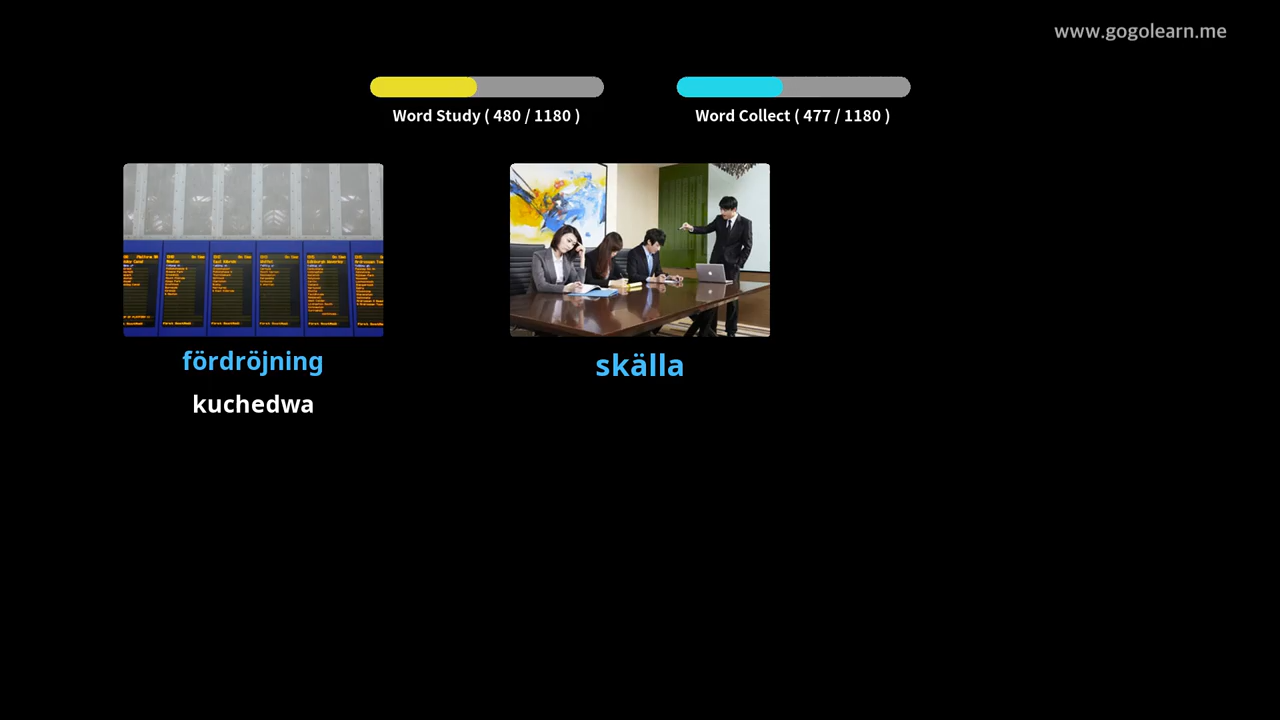 www.gogolearn.me
Word Study ( 480 / 1180 )
Word Collect ( 477 / 1180 )
fördröjning
skälla
kuchedwa